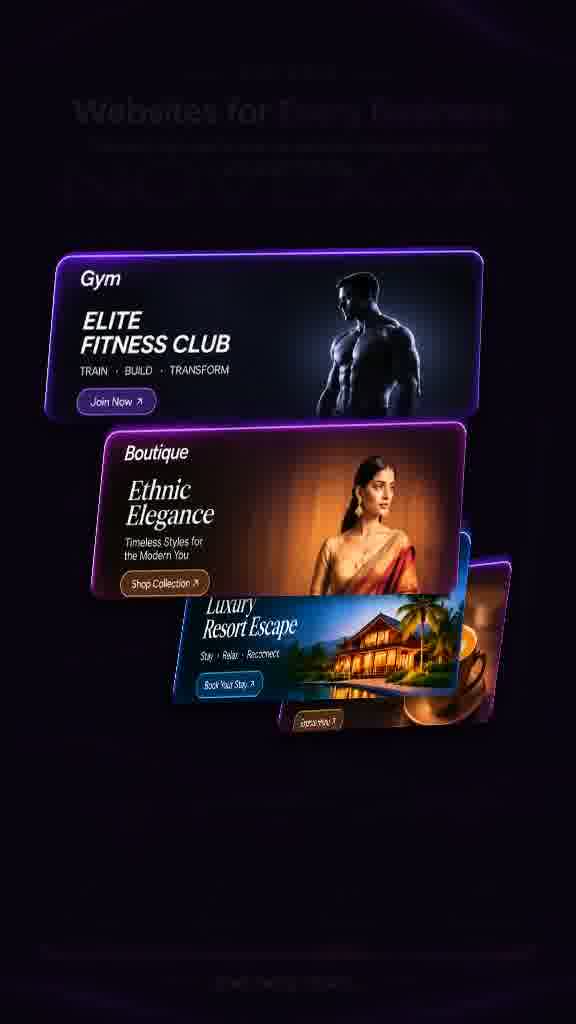 Websites for Every Business
Gym
ELITE
FITNESS CLUB
TRAIN · BUILD · TRANSFORM
Join Now ↗
Boutique
Ethnic
Elegance
Timeless Styles for
the Modern You
Shop Collection ↗
Luxury
Resort Escape
Stay · Relax · Reconnect
Book Your Stay ↗